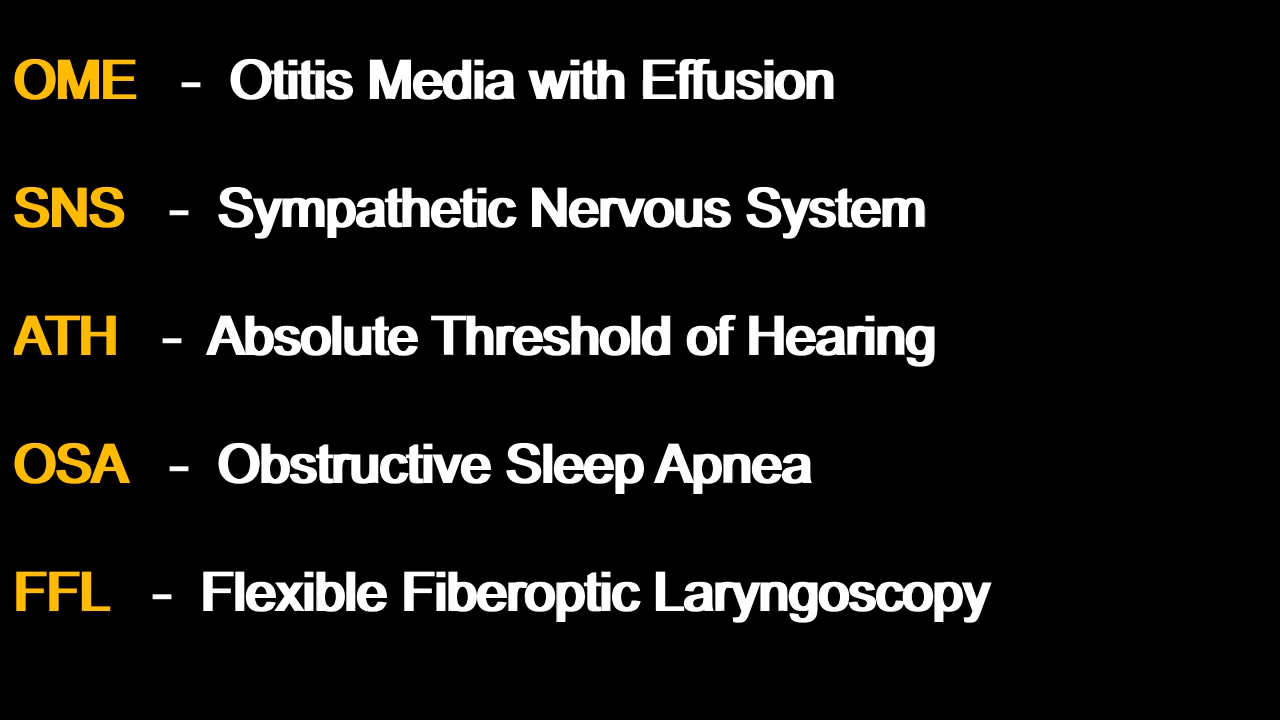 OME - Otitis Media with Effusion
SNS - Sympathetic Nervous System
ATH - Absolute Threshold of Hearing
OSA - Obstructive Sleep Apnea
FFL - Flexible Fiberoptic Laryngoscopy